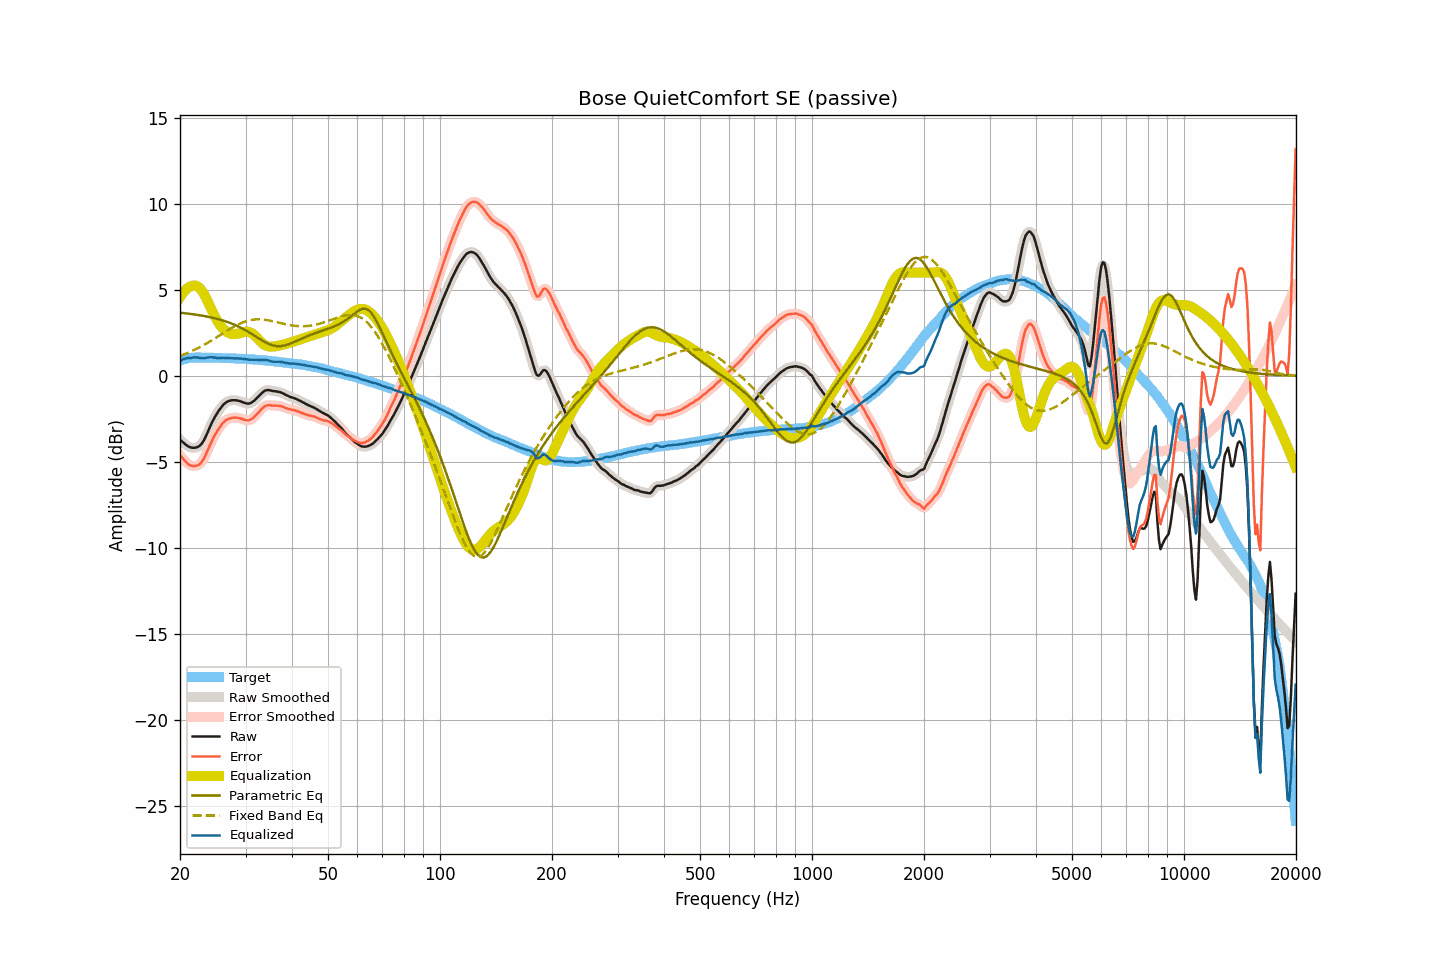 Bose QuietComfort SE (passive)
15
10
5
0
−5
−10
−15
−20
−25
Amplitude (dBr)
Target
Raw Smoothed
Error Smoothed
Raw
Error
Equalization
Parametric Eq
Fixed Band Eq
Equalized
20 50 100 200 500 1000 2000 5000 10000 20000
Frequency (Hz)